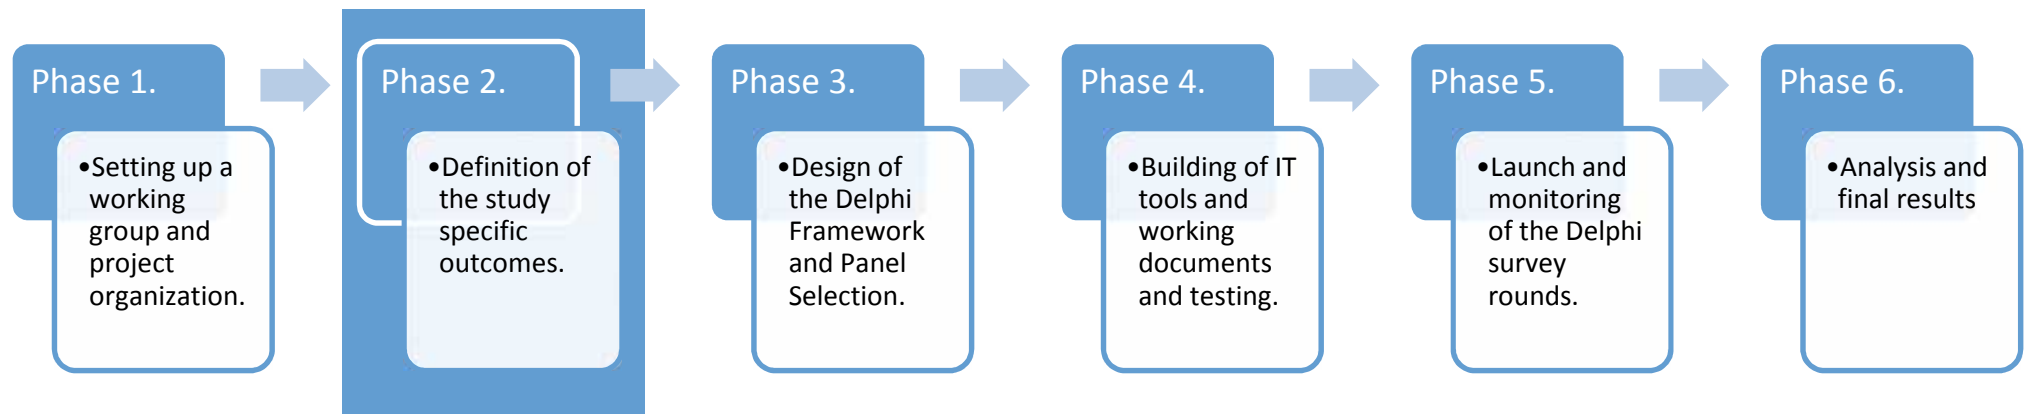 Phase 1.
•Setting up a
working
group and
project
organization.
Phase 2.
•Definition of
the study
specific
outcomes.
Phase 3.
•Design of
the Delphi
Framework
and Panel
Selection.
Phase 4.
•Building of IT
tools and
working
documents
and testing.
Phase 5.
•Launch and
monitoring
of the Delphi
survey
rounds.
Phase 6.
•Analysis and
final results